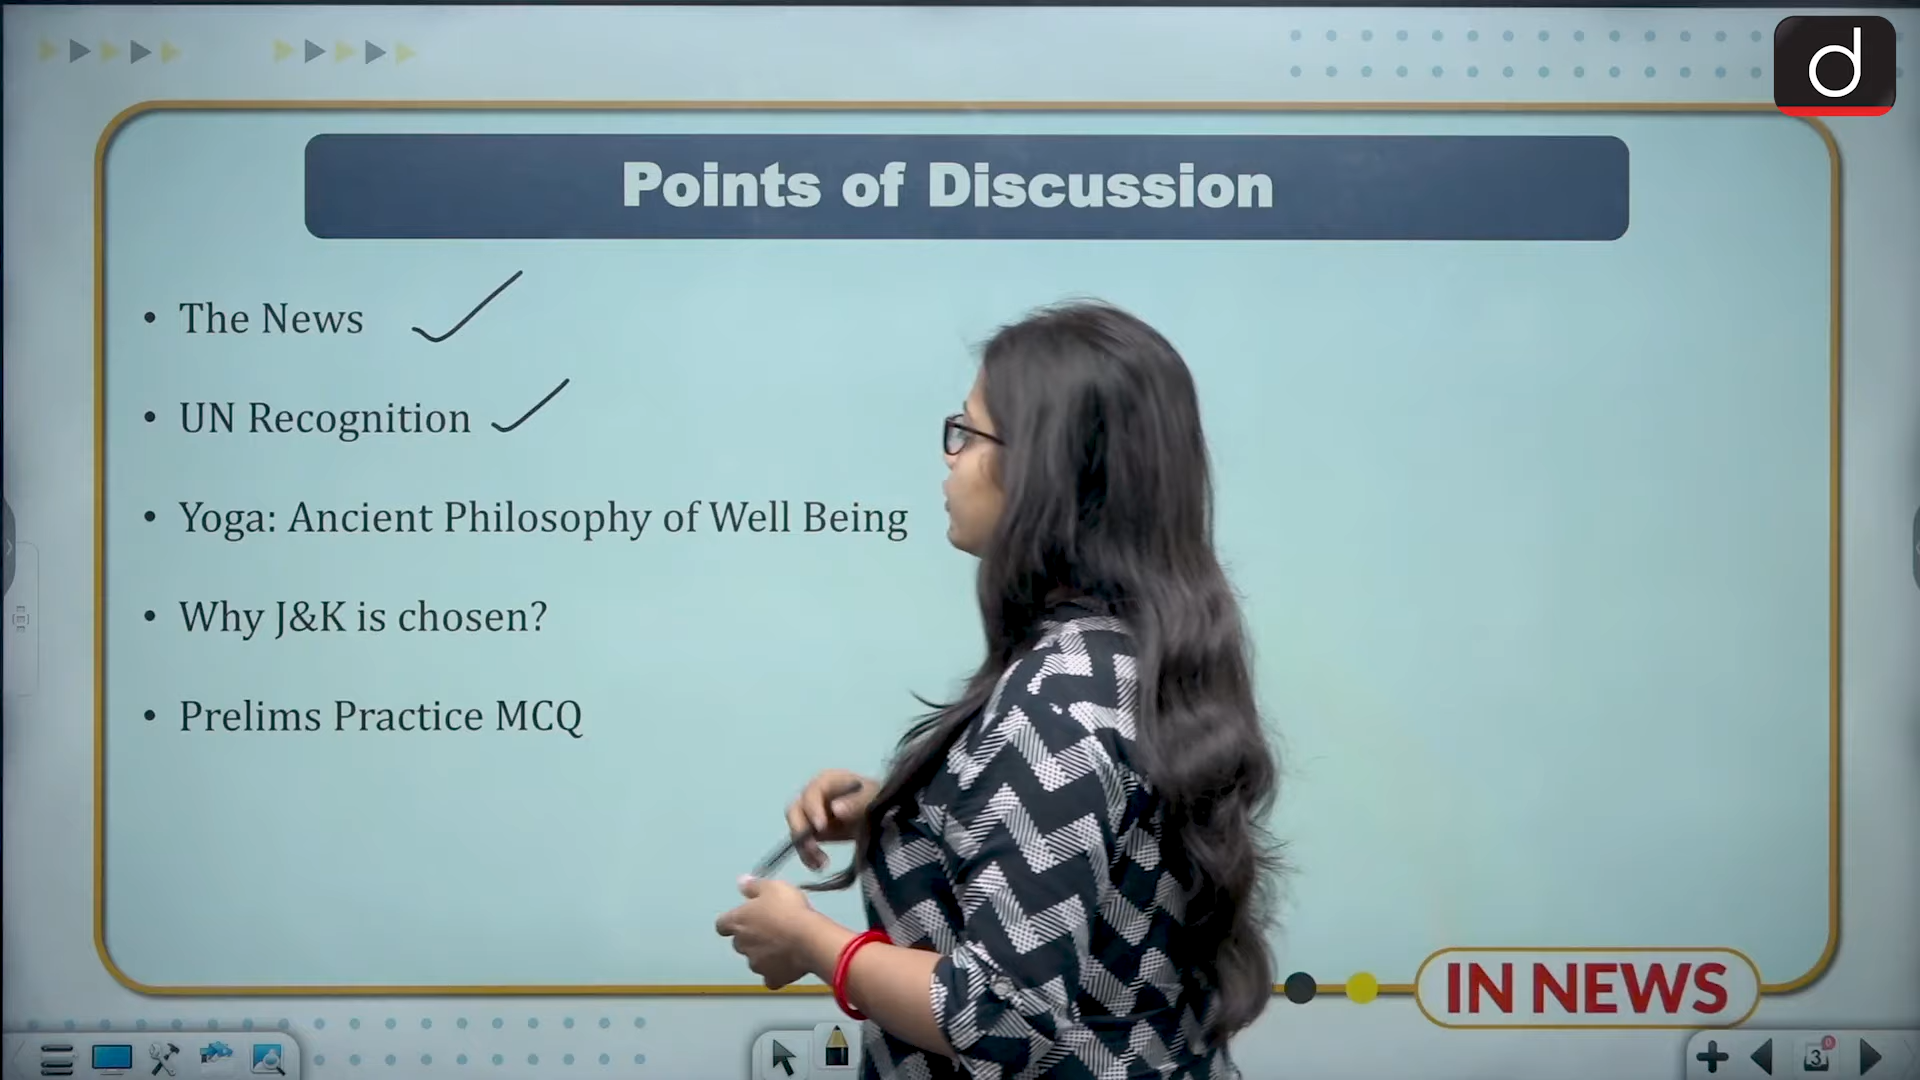 d
Points of Discussion
• The News
• UN Recognition
• Yoga: Ancient Philosophy of Well Being
• Why J&K is chosen?
• Prelims Practice MCQ
IN NEWS
3